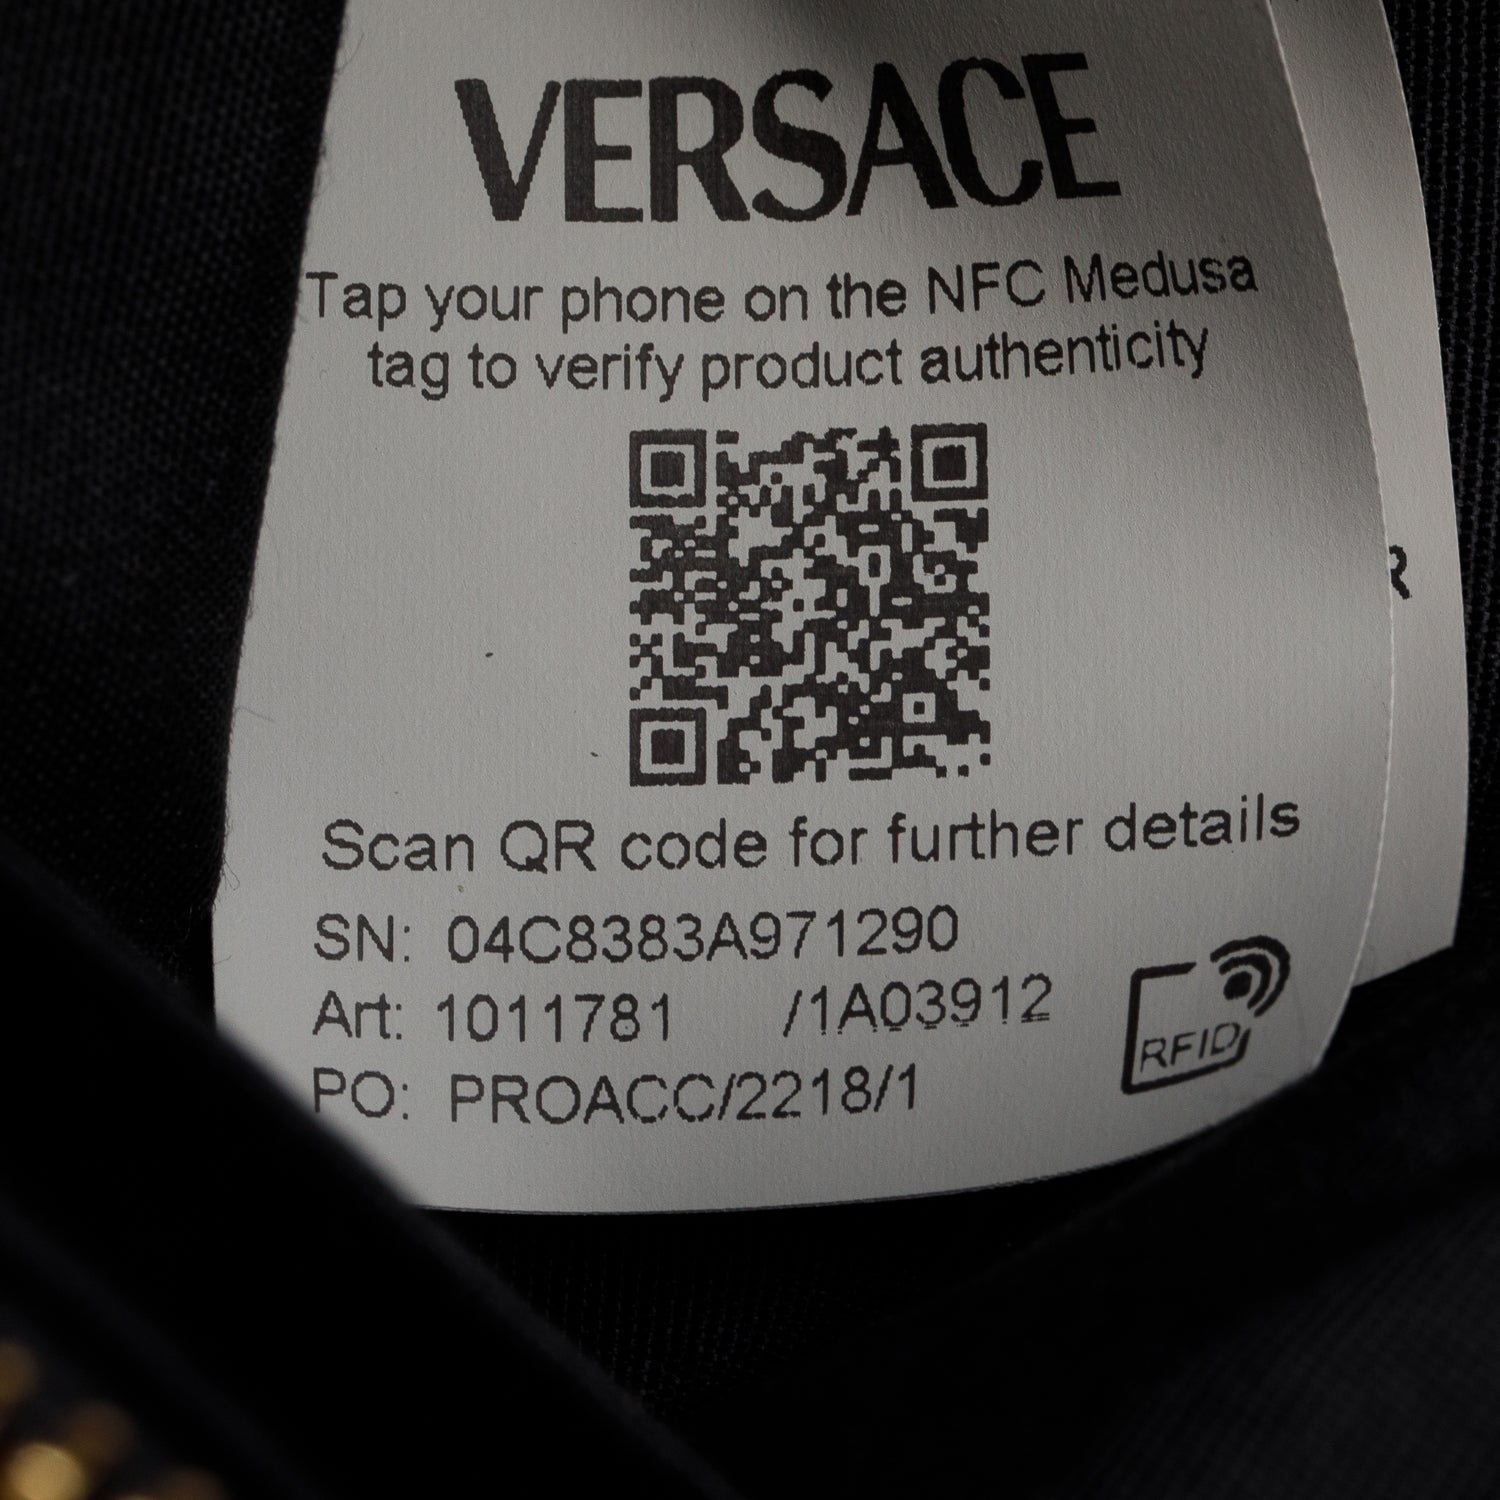 VERSACE
Tap your phone on the NFC Medusa
tag to verify product authenticity
Scan QR code for further details
SN: 04C8383A971290
Art: 1011781 /1A03912
PO: PROACC/2218/1
RFID
R